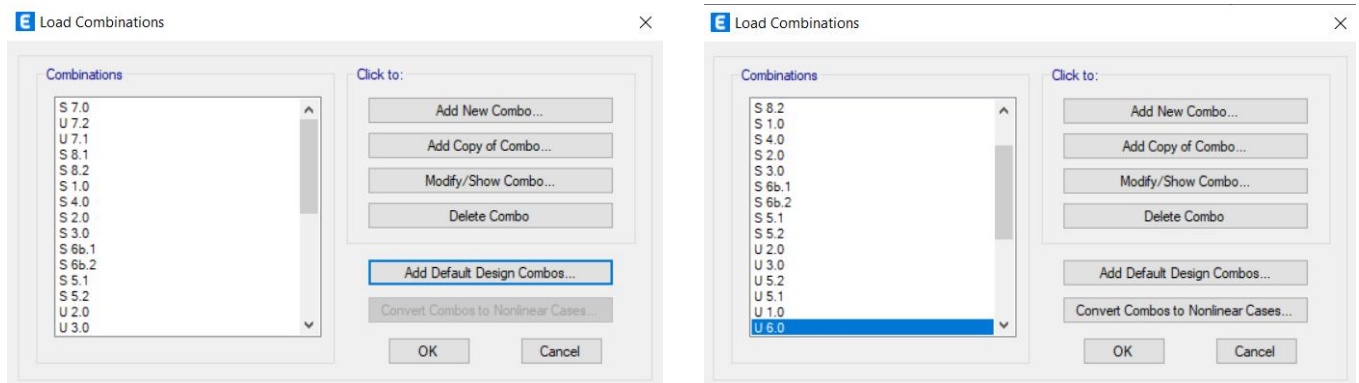 E Load Combinations
Combinations
S 7.0
U 7.2
U 7.1
S 8.1
S 8.2
S 1.0
S 4.0
S 2.0
S 3.0
S 6b.1
S 6b.2
S 5.1
S 5.2
U 2.0
U 3.0
Click to:
Add New Combo...
Add Copy of Combo...
Modify/Show Combo...
Delete Combo
Add Default Design Combos...
Convert Combos to Nonlinear Cases...
OK
Cancel
E Load Combinations
Combinations
S 8.2
S 1.0
S 4.0
S 2.0
S 3.0
S 6b.1
S 6b.2
S 5.1
S 5.2
U 2.0
U 3.0
U 5.2
U 5.1
U 1.0
U 6.0
Click to:
Add New Combo...
Add Copy of Combo...
Modify/Show Combo...
Delete Combo
Add Default Design Combos...
Convert Combos to Nonlinear Cases...
OK
Cancel